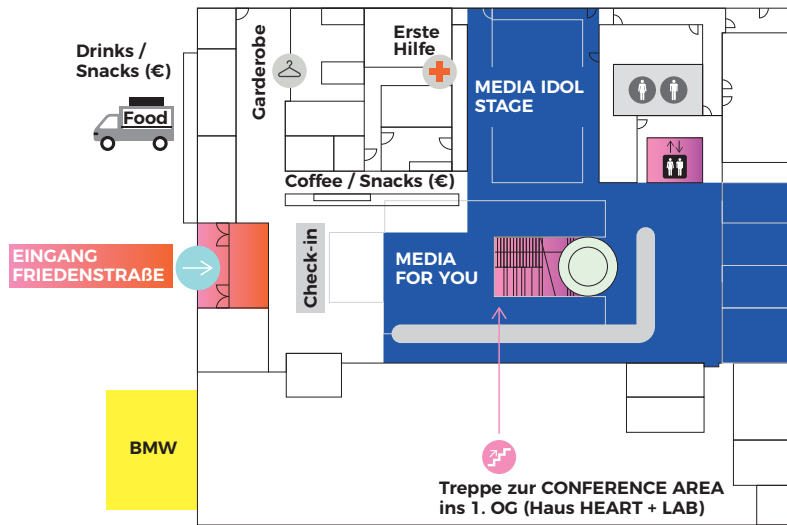 Drinks /
Snacks (€)
Food
Garderobe
Erste
Hilfe
MEDIA IDOL
STAGE
Coffee / Snacks (€)
EINGANG
FRIEDENSTRAßE
Check-in
MEDIA
FOR YOU
BMW
Treppe zur CONFERENCE AREA
ins 1. OG (Haus HEART + LAB)